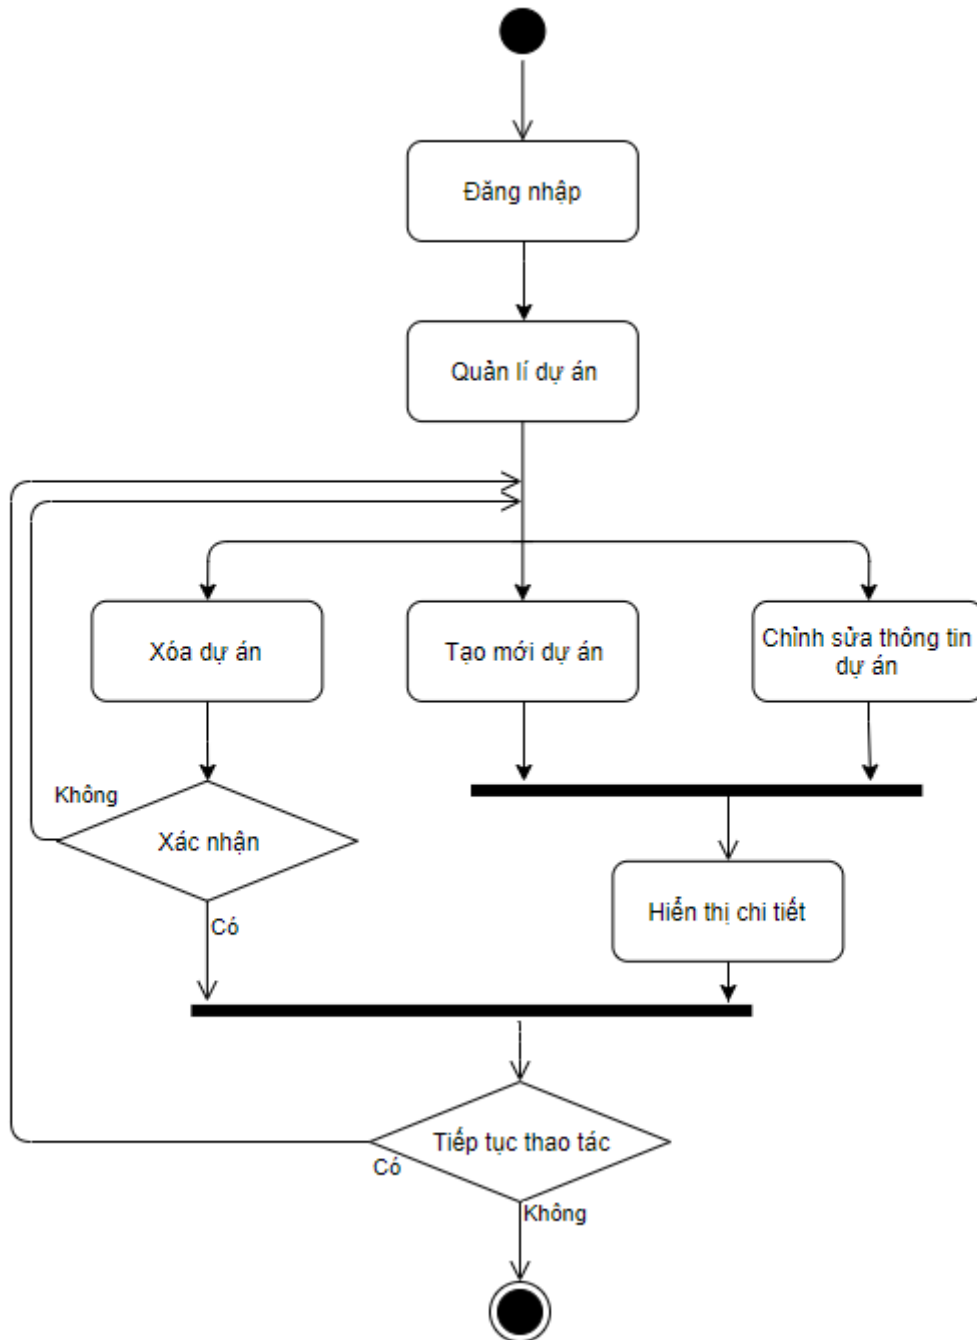 Đăng nhập
Quản lí dự án
Xóa dự án
Tạo mới dự án
Chỉnh sửa thông tin
dự án
Không
Xác nhận
Có
Hiển thị chi tiết
Tiếp tục thao tác
Có
Không